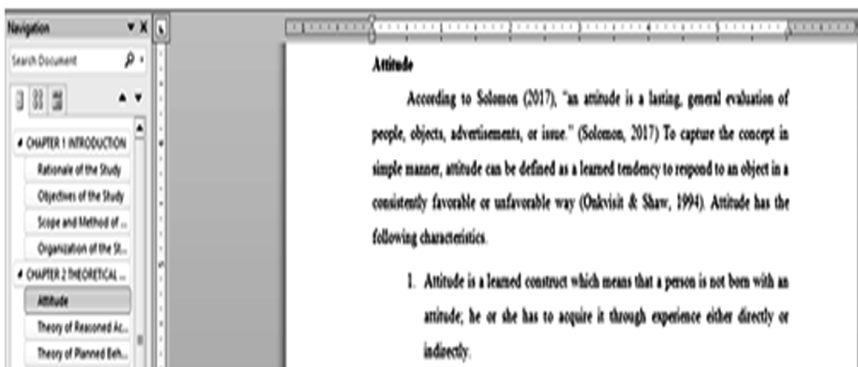 Navigation
Search Document
CHAPTER 1 INTRODUCTION
Rationale of the Study
Objectives of the Study
Scope and Method of ...
Organization of the St...
CHAPTER 2 THEORETICAL ...
Attitude
Theory of Reasoned Ac...
Theory of Planned Beh...
Attitude
According to Solomon (2017), "an attitude is a lasting, general evaluation of
people, objects, advertisements, or issue." (Solomon, 2017) To capture the concept in
simple manner, attitude can be defined as a learned tendency to respond to an object in a
consistently favorable or unfavorable way (Onkvisit & Shaw, 1994). Attitude has the
following characteristics.
1. Attitude is a learned construct which means that a person is not born with an
attitude; he or she has to acquire it through experience either directly or
indirectly.